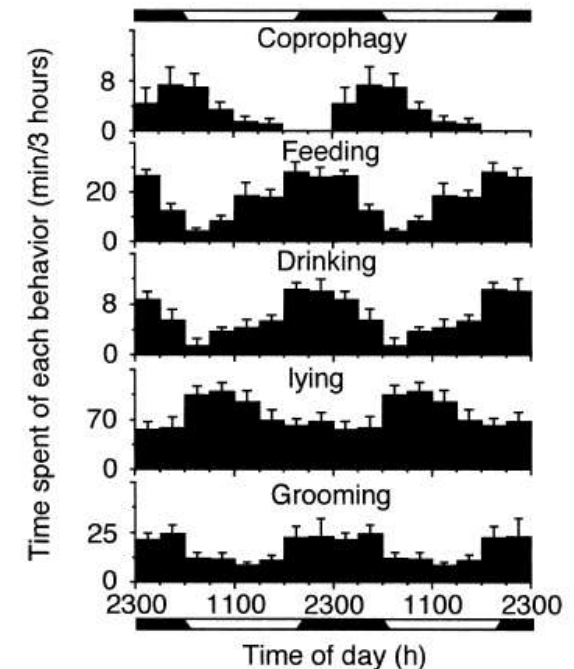 Coprophagy
8
0
Feeding
20
0
Drinking
8
0
lying
70
0
Grooming
25
0
2300 1100 2300 1100 2300
Time of day (h)
Time spent of each behavior (min/3 hours)